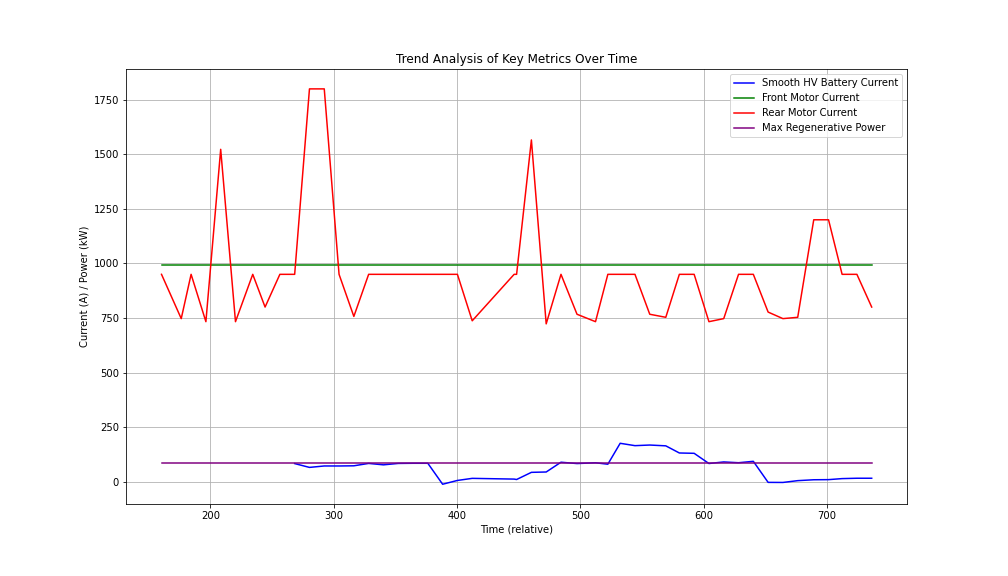 Trend Analysis of Key Metrics Over Time
Smooth HV Battery Current
Front Motor Current
Rear Motor Current
Max Regenerative Power
Current (A) / Power (kW)
1750
1500
1250
1000
750
500
250
0
200 300 400 500 600 700
Time (relative)